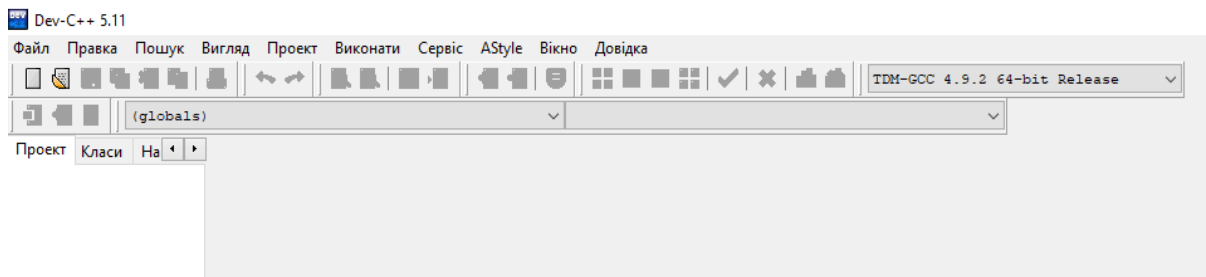 Dev-C++ 5.11
Файл Правка Пошук Вигляд Проект Виконати Сервіс AStyle Вікно Довідка
TDM-GCC 4.9.2 64-bit Release
(globals)
Проект Класи На